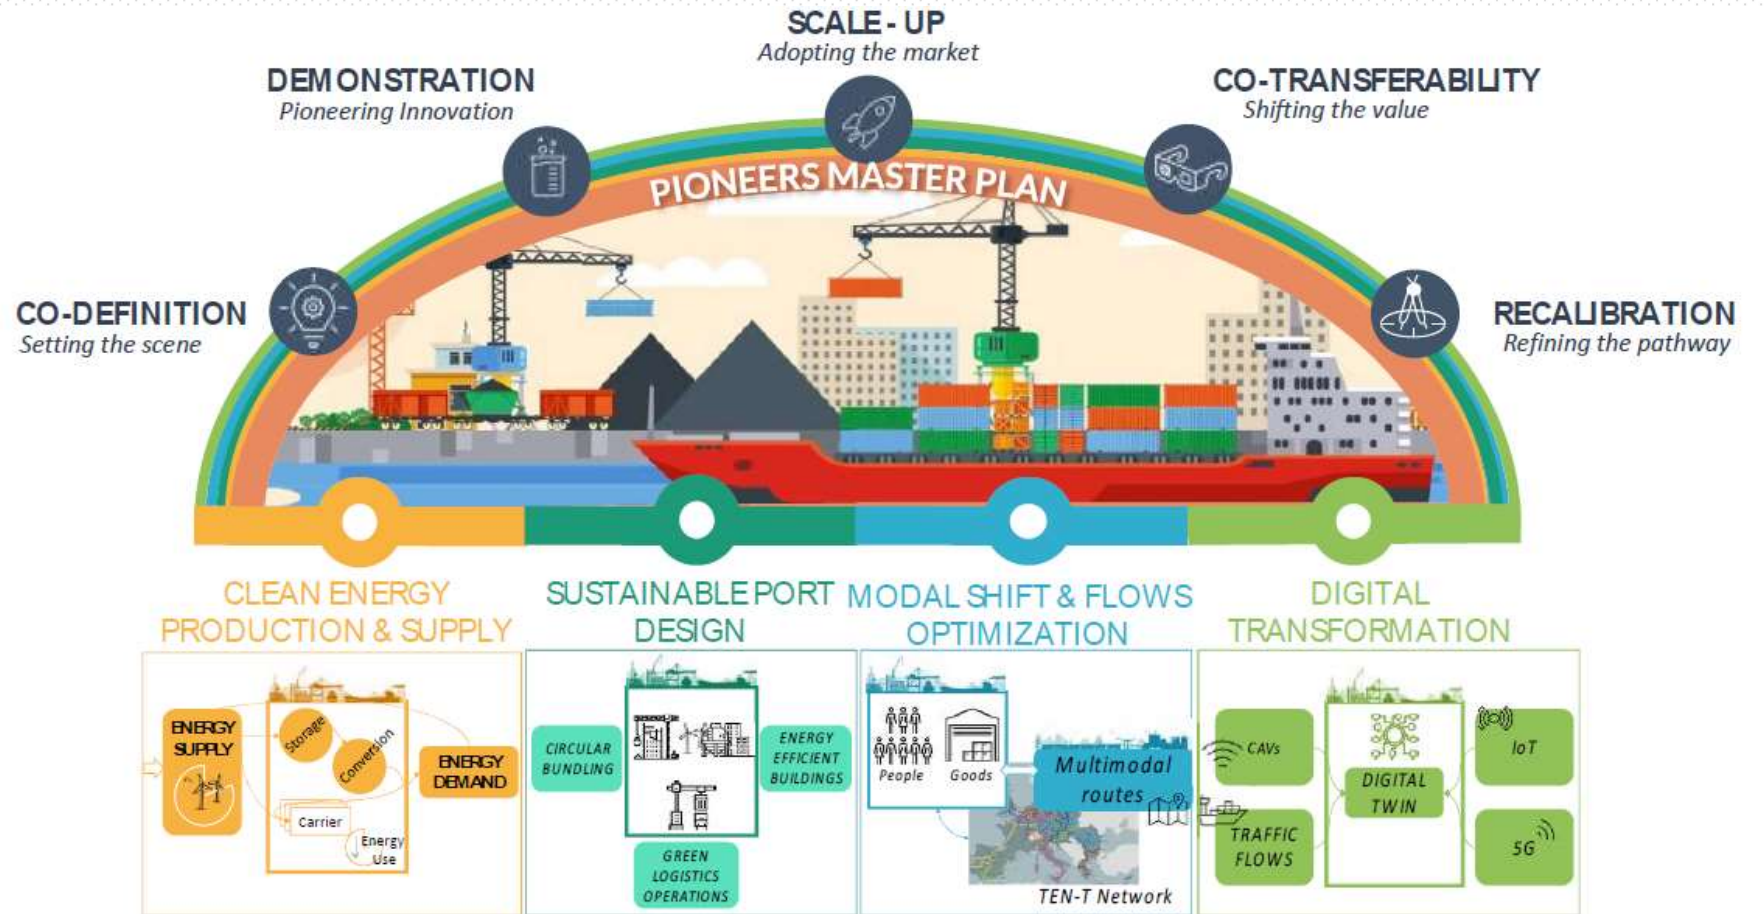 SCALE - UP
Adopting the market
DEMONSTRATION
Pioneering Innovation
CO-TRANSFERABILITY
Shifting the value
PIONEERS MASTER PLAN
CO-DEFINITION
Setting the scene
RECALIBRATION
Refining the pathway
CLEAN ENERGY
PRODUCTION & SUPPLY
ENERGY
SUPPLY
Storage
Conversion
Carrier
Energy
Use
ENERGY
DEMAND
SUSTAINABLE PORT
DESIGN
CIRCULAR
BUNDLING
ENERGY
EFFICIENT
BUILDINGS
GREEN
LOGISTICS
OPERATIONS
MODAL SHIFT & FLOWS
OPTIMIZATION
People
Goods
Multimodal
routes
TEN-T Network
DIGITAL
TRANSFORMATION
CAVs
IoT
DIGITAL
TWIN
TRAFFIC
FLOWS
5G